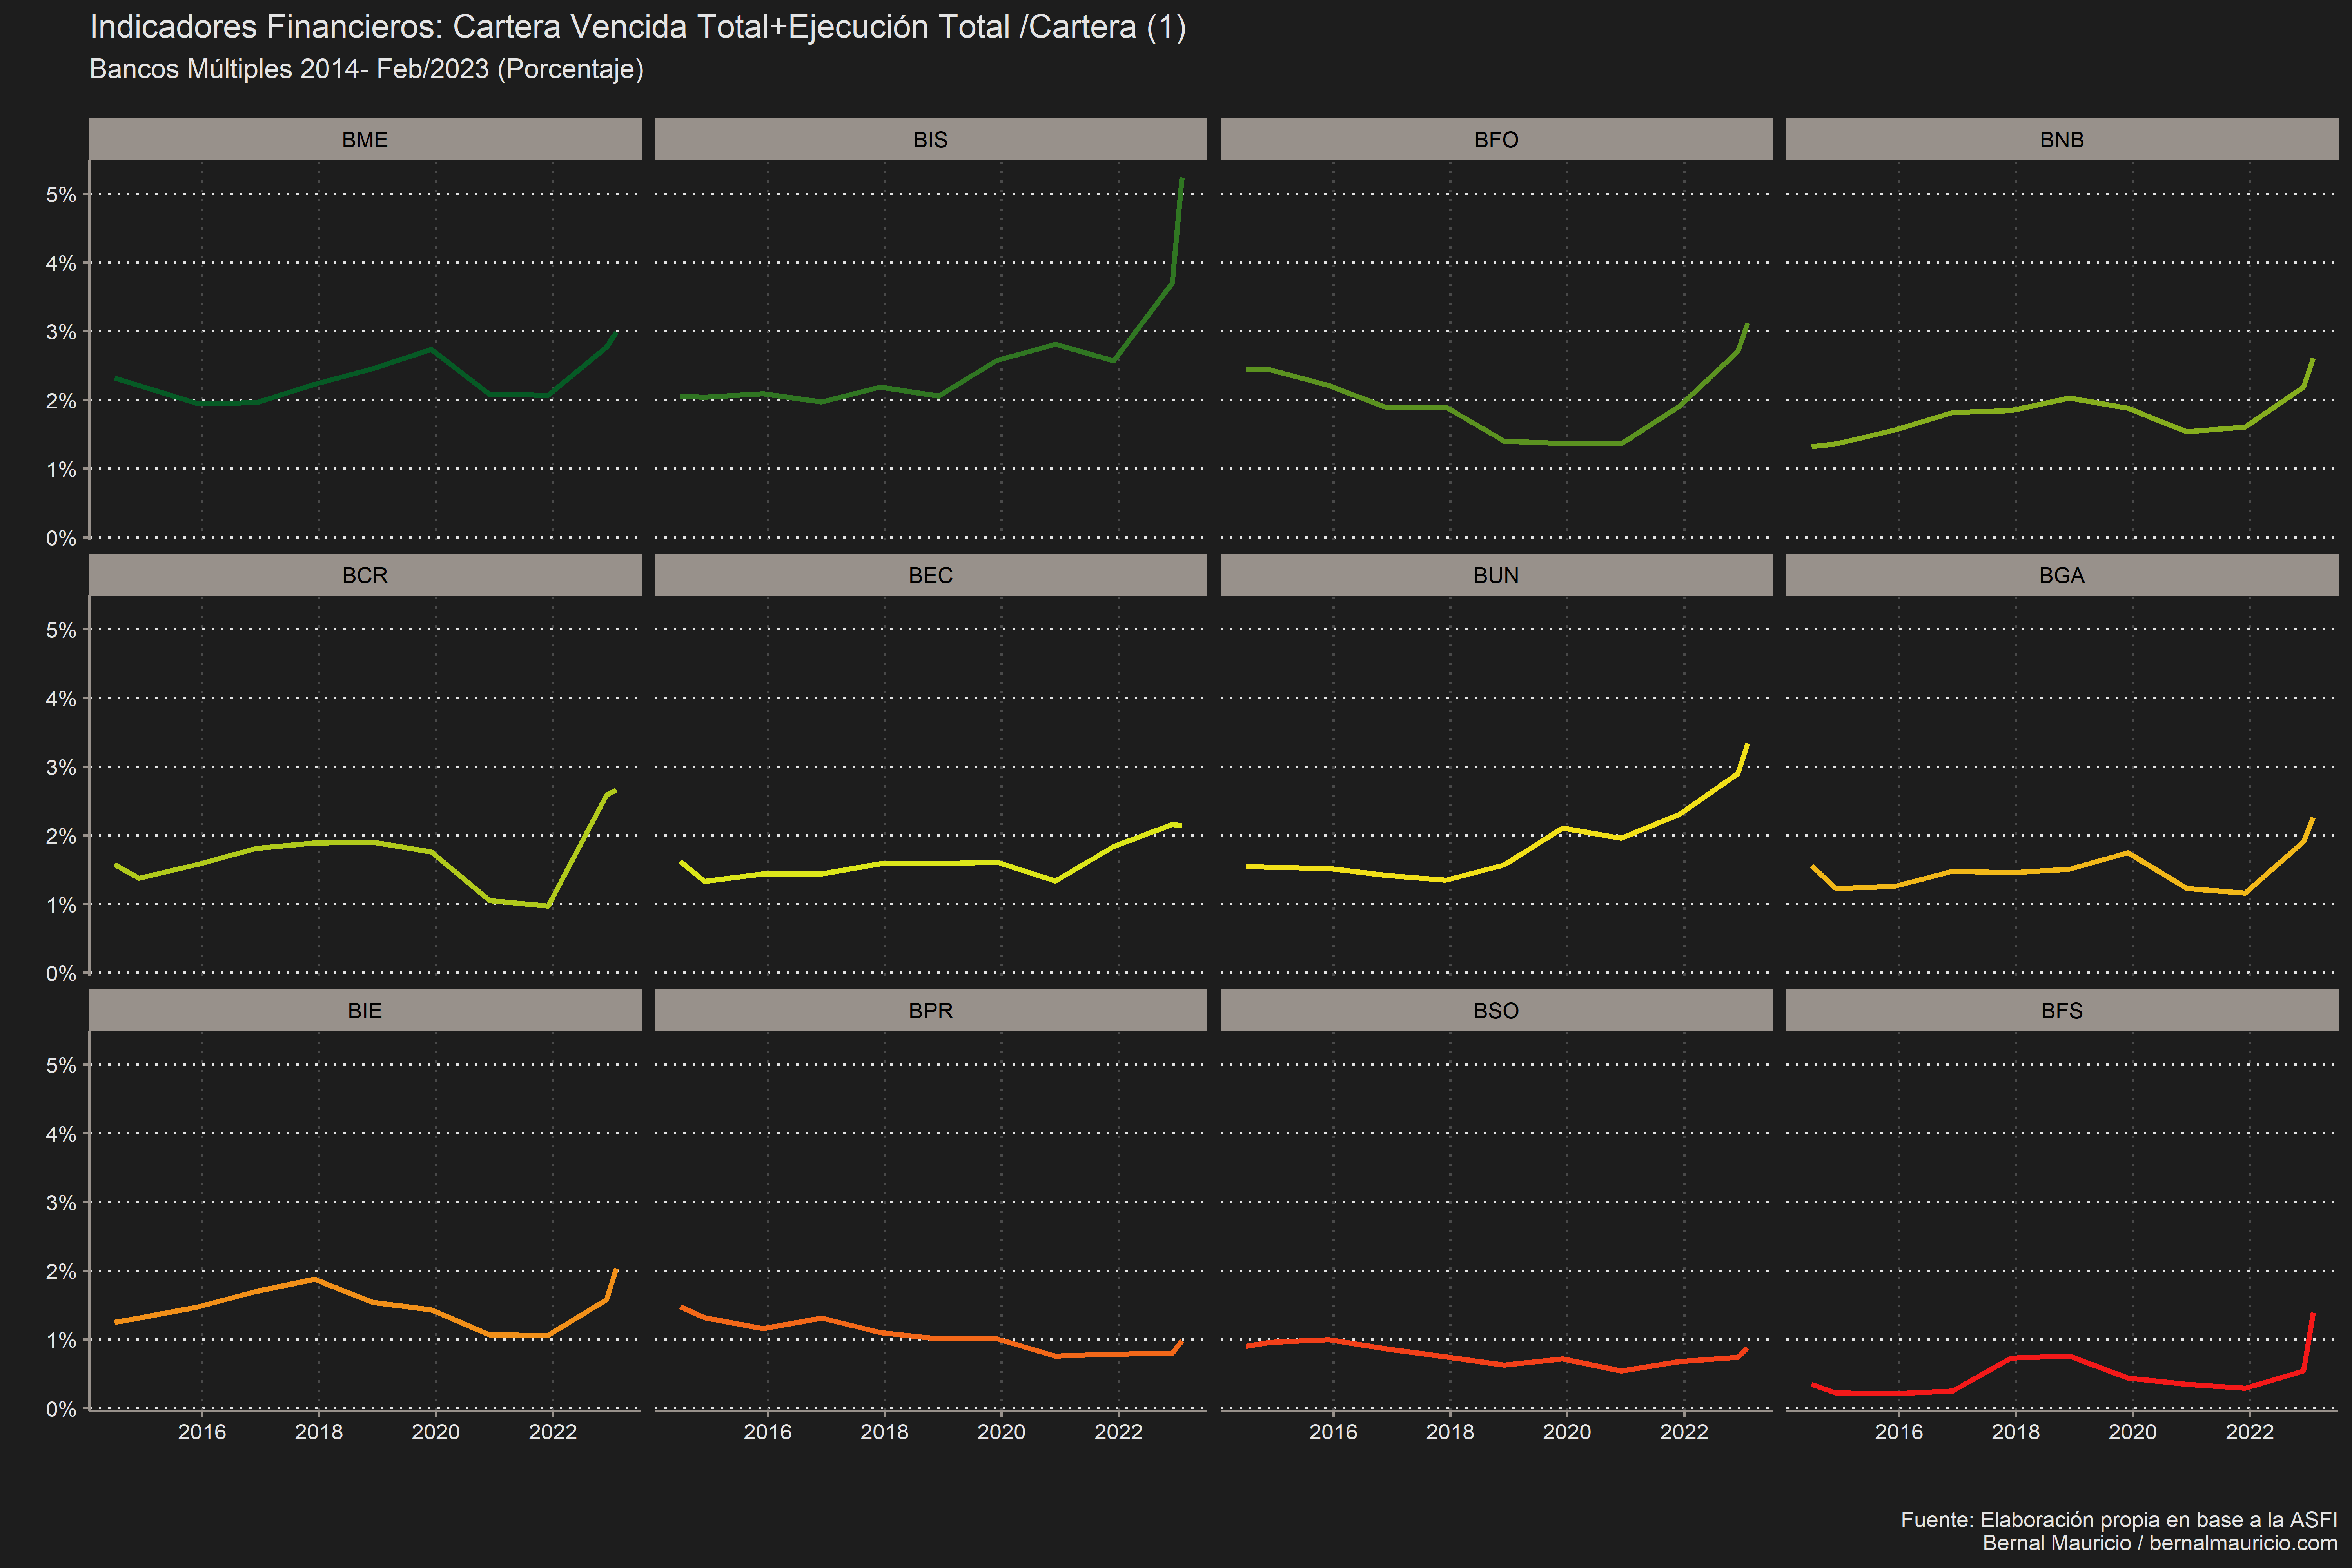 Indicadores Financieros: Cartera Vencida Total+Ejecución Total /Cartera (1)
Bancos Múltiples 2014- Feb/2023 (Porcentaje)
BME BIS BFO BNB
5%
4%
3%
2%
1%
0%
BCR BEC BUN BGA
5%
4%
3%
2%
1%
0%
BIE BPR BSO BFS
5%
4%
3%
2%
1%
0%
2016 2018 2020 2022 2016 2018 2020 2022 2016 2018 2020 2022 2016 2018 2020 2022
Fuente: Elaboración propia en base a la ASFI
Bernal Mauricio / bernalmauricio.com